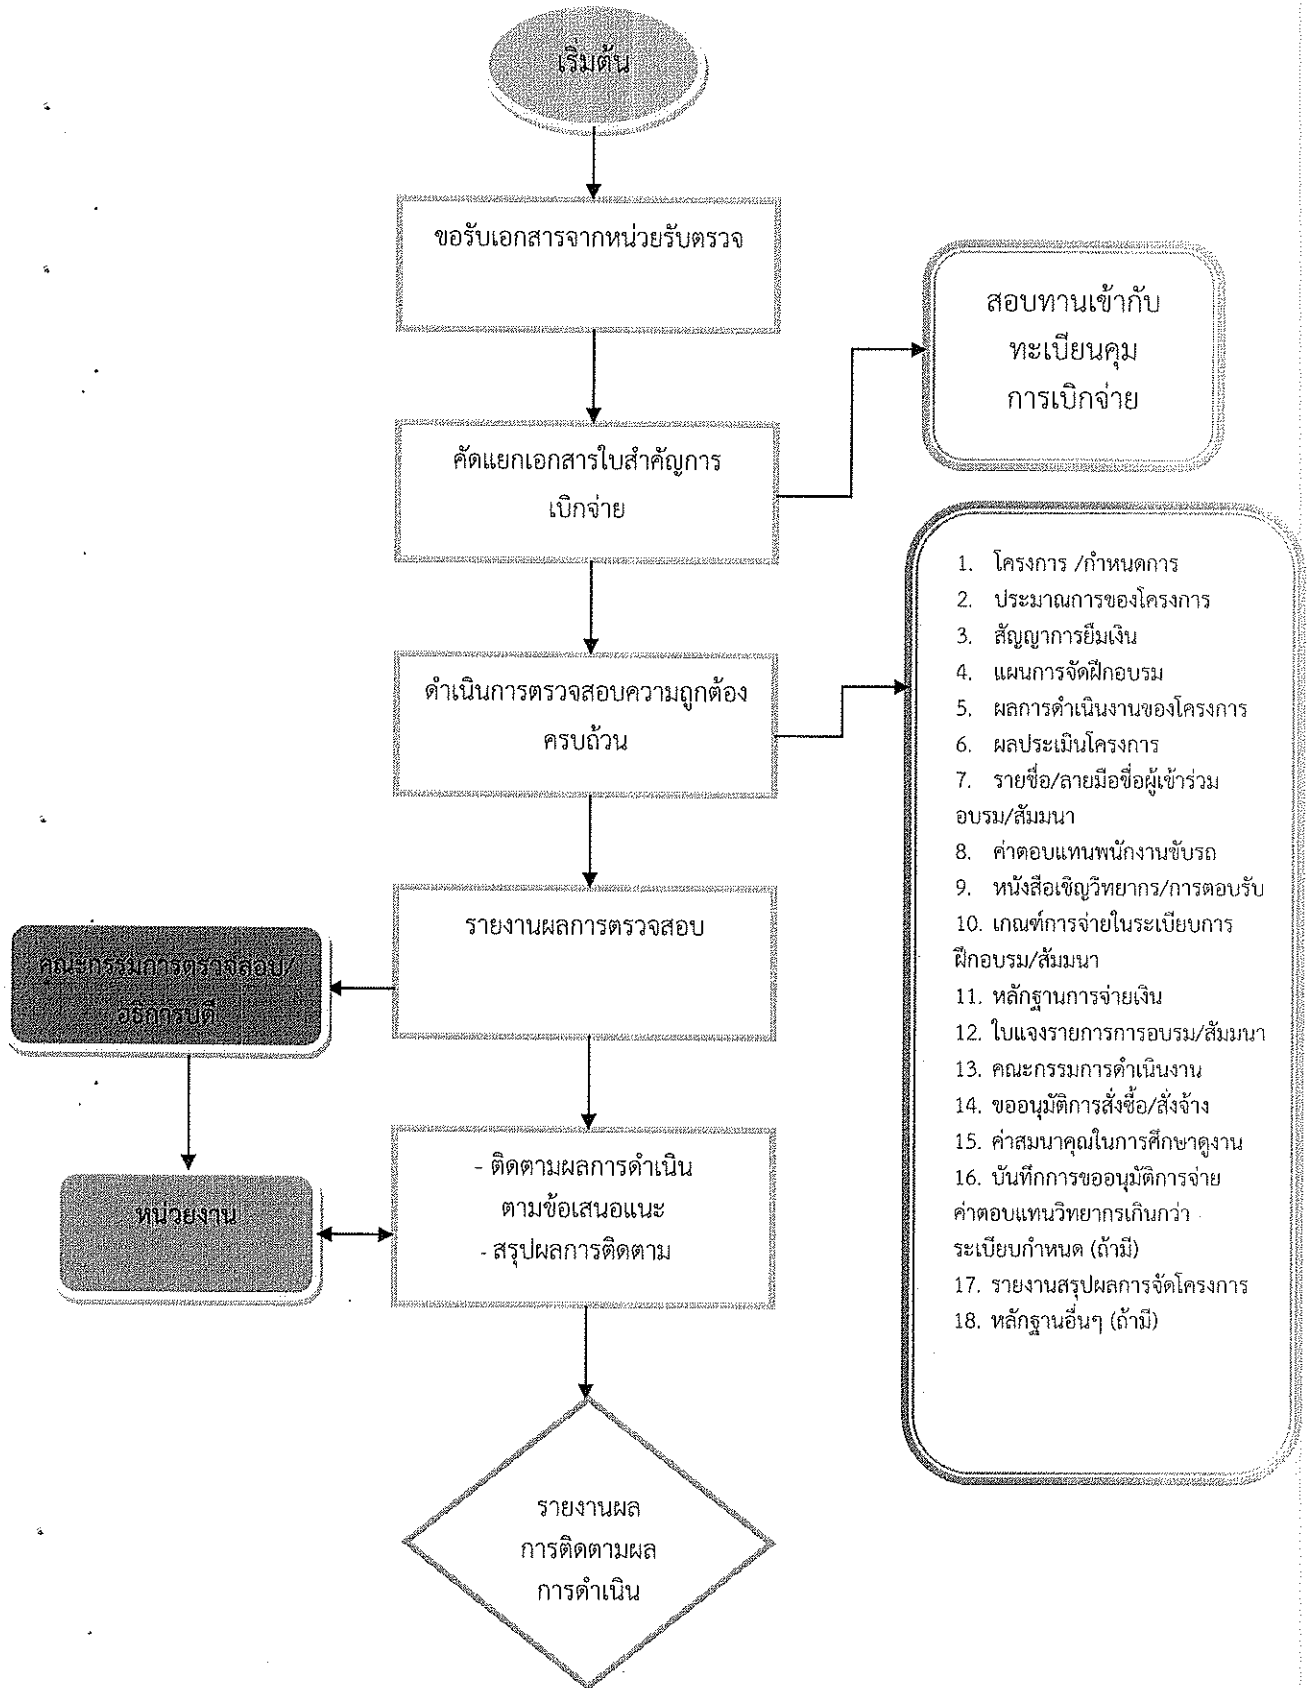 เริ่มต้น
ขอรับเอกสารจากหน่วยรับตรวจ
สอบทานเข้ากับ
ทะเบียนคุม
การเบิกจ่าย
คัดแยกเอกสารใบสำคัญการ
เบิกจ่าย
ดำเนินการตรวจสอบความถูกต้อง
ครบถ้วน
1. โครงการ /กำหนดการ
2. ประมาณการของโครงการ
3. สัญญาการยืมเงิน
4. แผนการจัดฝึกอบรม
5. ผลการดำเนินงานของโครงการ
6. ผลประเมินโครงการ
7. รายชื่อ/ลายมือชื่อผู้เข้าร่วม
อบรม/สัมมนา
8. ค่าตอบแทนพนักงานขับรถ
9. หนังสือเชิญวิทยากร/การตอบรับ
10. เกณฑ์การจ่ายในระเบียบการ
ฝึกอบรม/สัมมนา
11. หลักฐานการจ่ายเงิน
12. ใบแจงรายการการอบรม/สัมมนา
13. คณะกรรมการดำเนินงาน
14. ขออนุมัติการสั่งซื้อ/สั่งจ้าง
15. ค่าสมนาคุณในการศึกษาดูงาน
16. บันทึกการขออนุมัติการจ่าย
ค่าตอบแทนวิทยากรเกินกว่า
ระเบียบกำหนด (ถ้ามี)
17. รายงานสรุปผลการจัดโครงการ
18. หลักฐานอื่นๆ (ถ้ามี)
รายงานผลการตรวจสอบ
คณะกรรมการตรวจสอบ/
อธิการบดี
หน่วยงาน
- ติดตามผลการดำเนิน
ตามข้อเสนอแนะ
- สรุปผลการติดตาม
รายงานผล
การติดตามผล
การดำเนิน